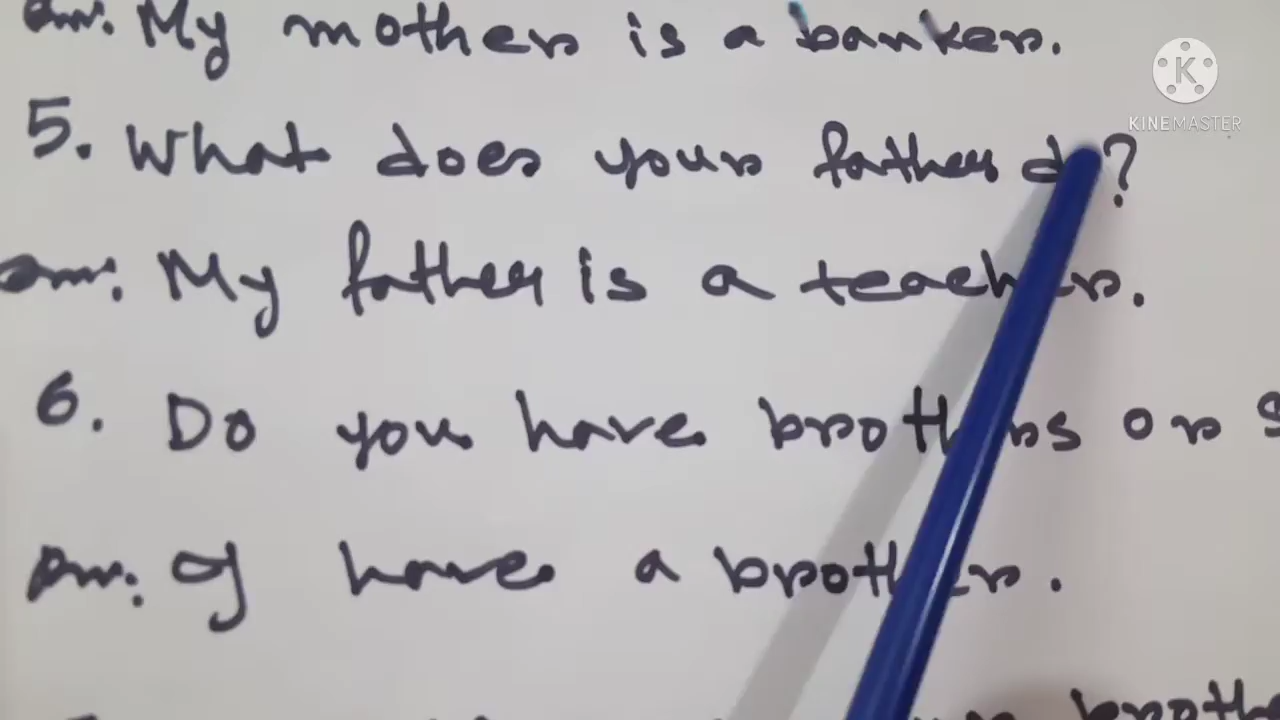 Ans. My mother is a banker.
KINEMASTER
5. What does your father do?
Ans: My father is a teacher.
6. Do you have brothers or
Ans: I have a brother.